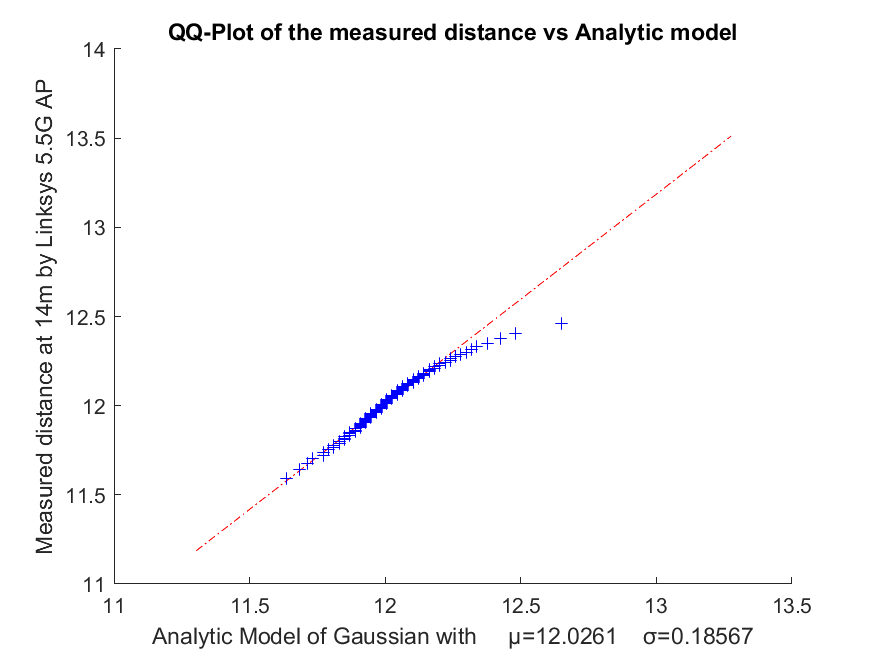 QQ-Plot of the measured distance vs Analytic model
14
13.5
13
12.5
12
11.5
11
Measured distance at 14m by Linksys 5.5G AP
11 11.5 12 12.5 13 13.5
Analytic Model of Gaussian with μ=12.0261 σ=0.18567